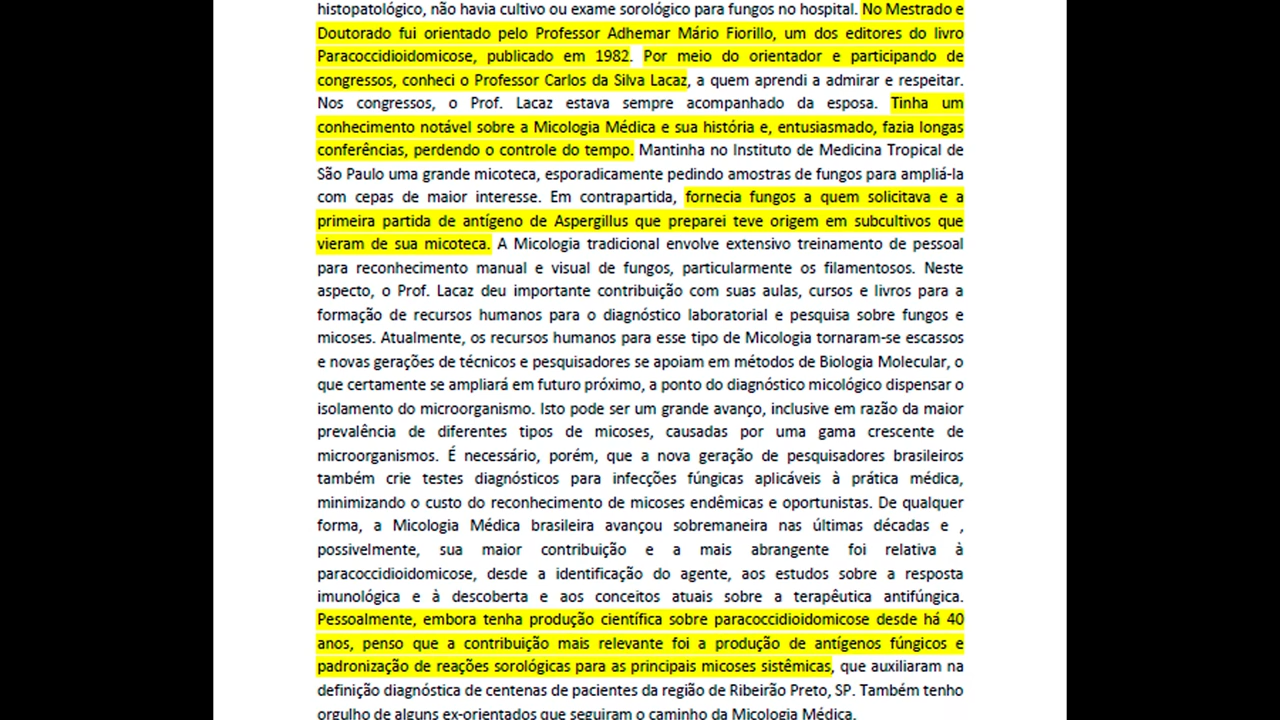 histopatológico, não havia cultivo ou exame sorológico para fungos no hospital. No Mestrado e
Doutorado fui orientado pelo Professor Adhemar Mário Fiorillo, um dos editores do livro
Paracoccidioidomicose, publicado em 1982. Por meio do orientador e participando de
congressos, conheci o Professor Carlos da Silva Lacaz, a quem aprendi a admirar e respeitar.
Nos congressos, o Prof. Lacaz estava sempre acompanhado da esposa. Tinha um
conhecimento notável sobre a Micologia Médica e sua história e, entusiasmado, fazia longas
conferências, perdendo o controle do tempo. Mantinha no Instituto de Medicina Tropical de
São Paulo uma grande micoteca, esporadicamente pedindo amostras de fungos para ampliá-la
com cepas de maior interesse. Em contrapartida, fornecia fungos a quem solicitava e a
primeira partida de antígeno de Aspergillus que preparei teve origem em subcultivos que
vieram de sua micoteca. A Micologia tradicional envolve extensivo treinamento de pessoal
para reconhecimento manual e visual de fungos, particularmente os filamentosos. Neste
aspecto, o Prof. Lacaz deu importante contribuição com suas aulas, cursos e livros para a
formação de recursos humanos para o diagnóstico laboratorial e pesquisa sobre fungos e
micoses. Atualmente, os recursos humanos para esse tipo de Micologia tornaram-se escassos
e novas gerações de técnicos e pesquisadores se apoiam em métodos de Biologia Molecular, o
que certamente se ampliará em futuro próximo, a ponto do diagnóstico micológico dispensar o
isolamento do microorganismo. Isto pode ser um grande avanço, inclusive em razão da maior
prevalência de diferentes tipos de micoses, causadas por uma gama crescente de
microorganismos. É necessário, porém, que a nova geração de pesquisadores brasileiros
também crie testes diagnósticos para infecções fúngicas aplicáveis à prática médica,
minimizando o custo do reconhecimento de micoses endêmicas e oportunistas. De qualquer
forma, a Micologia Médica brasileira avançou sobremaneira nas últimas décadas e ,
possivelmente, sua maior contribuição e a mais abrangente foi relativa à
paracoccidioidomicose, desde a identificação do agente, aos estudos sobre a resposta
imunológica e à descoberta e aos conceitos atuais sobre a terapêutica antifúngica.
Pessoalmente, embora tenha produção científica sobre paracoccidioidomicose desde há 40
anos, penso que a contribuição mais relevante foi a produção de antígenos fúngicos e
padronização de reações sorológicas para as principais micoses sistêmicas, que auxiliaram na
definição diagnóstica de centenas de pacientes da região de Ribeirão Preto, SP. Também tenho
orgulho de alguns ex-orientados que seguiram o caminho da Micologia Médica.